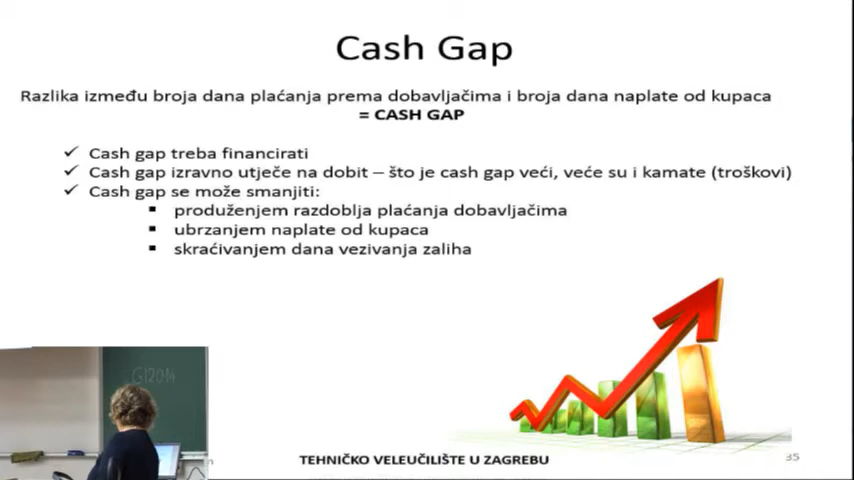 Cash Gap
Razlika između broja dana plaćanja prema dobavljačima i broja dana naplate od kupaca
= CASH GAP
✓ Cash gap treba financirati
✓ Cash gap izravno utječe na dobit – što je cash gap veći, veće su i kamate (troškovi)
✓ Cash gap se može smanjiti:
▪ produženjem razdoblja plaćanja dobavljačima
▪ ubrzanjem naplate od kupaca
▪ skraćivanjem dana vezivanja zaliha
TEHNIČKO VELEUČILIŠTE U ZAGREBU
35